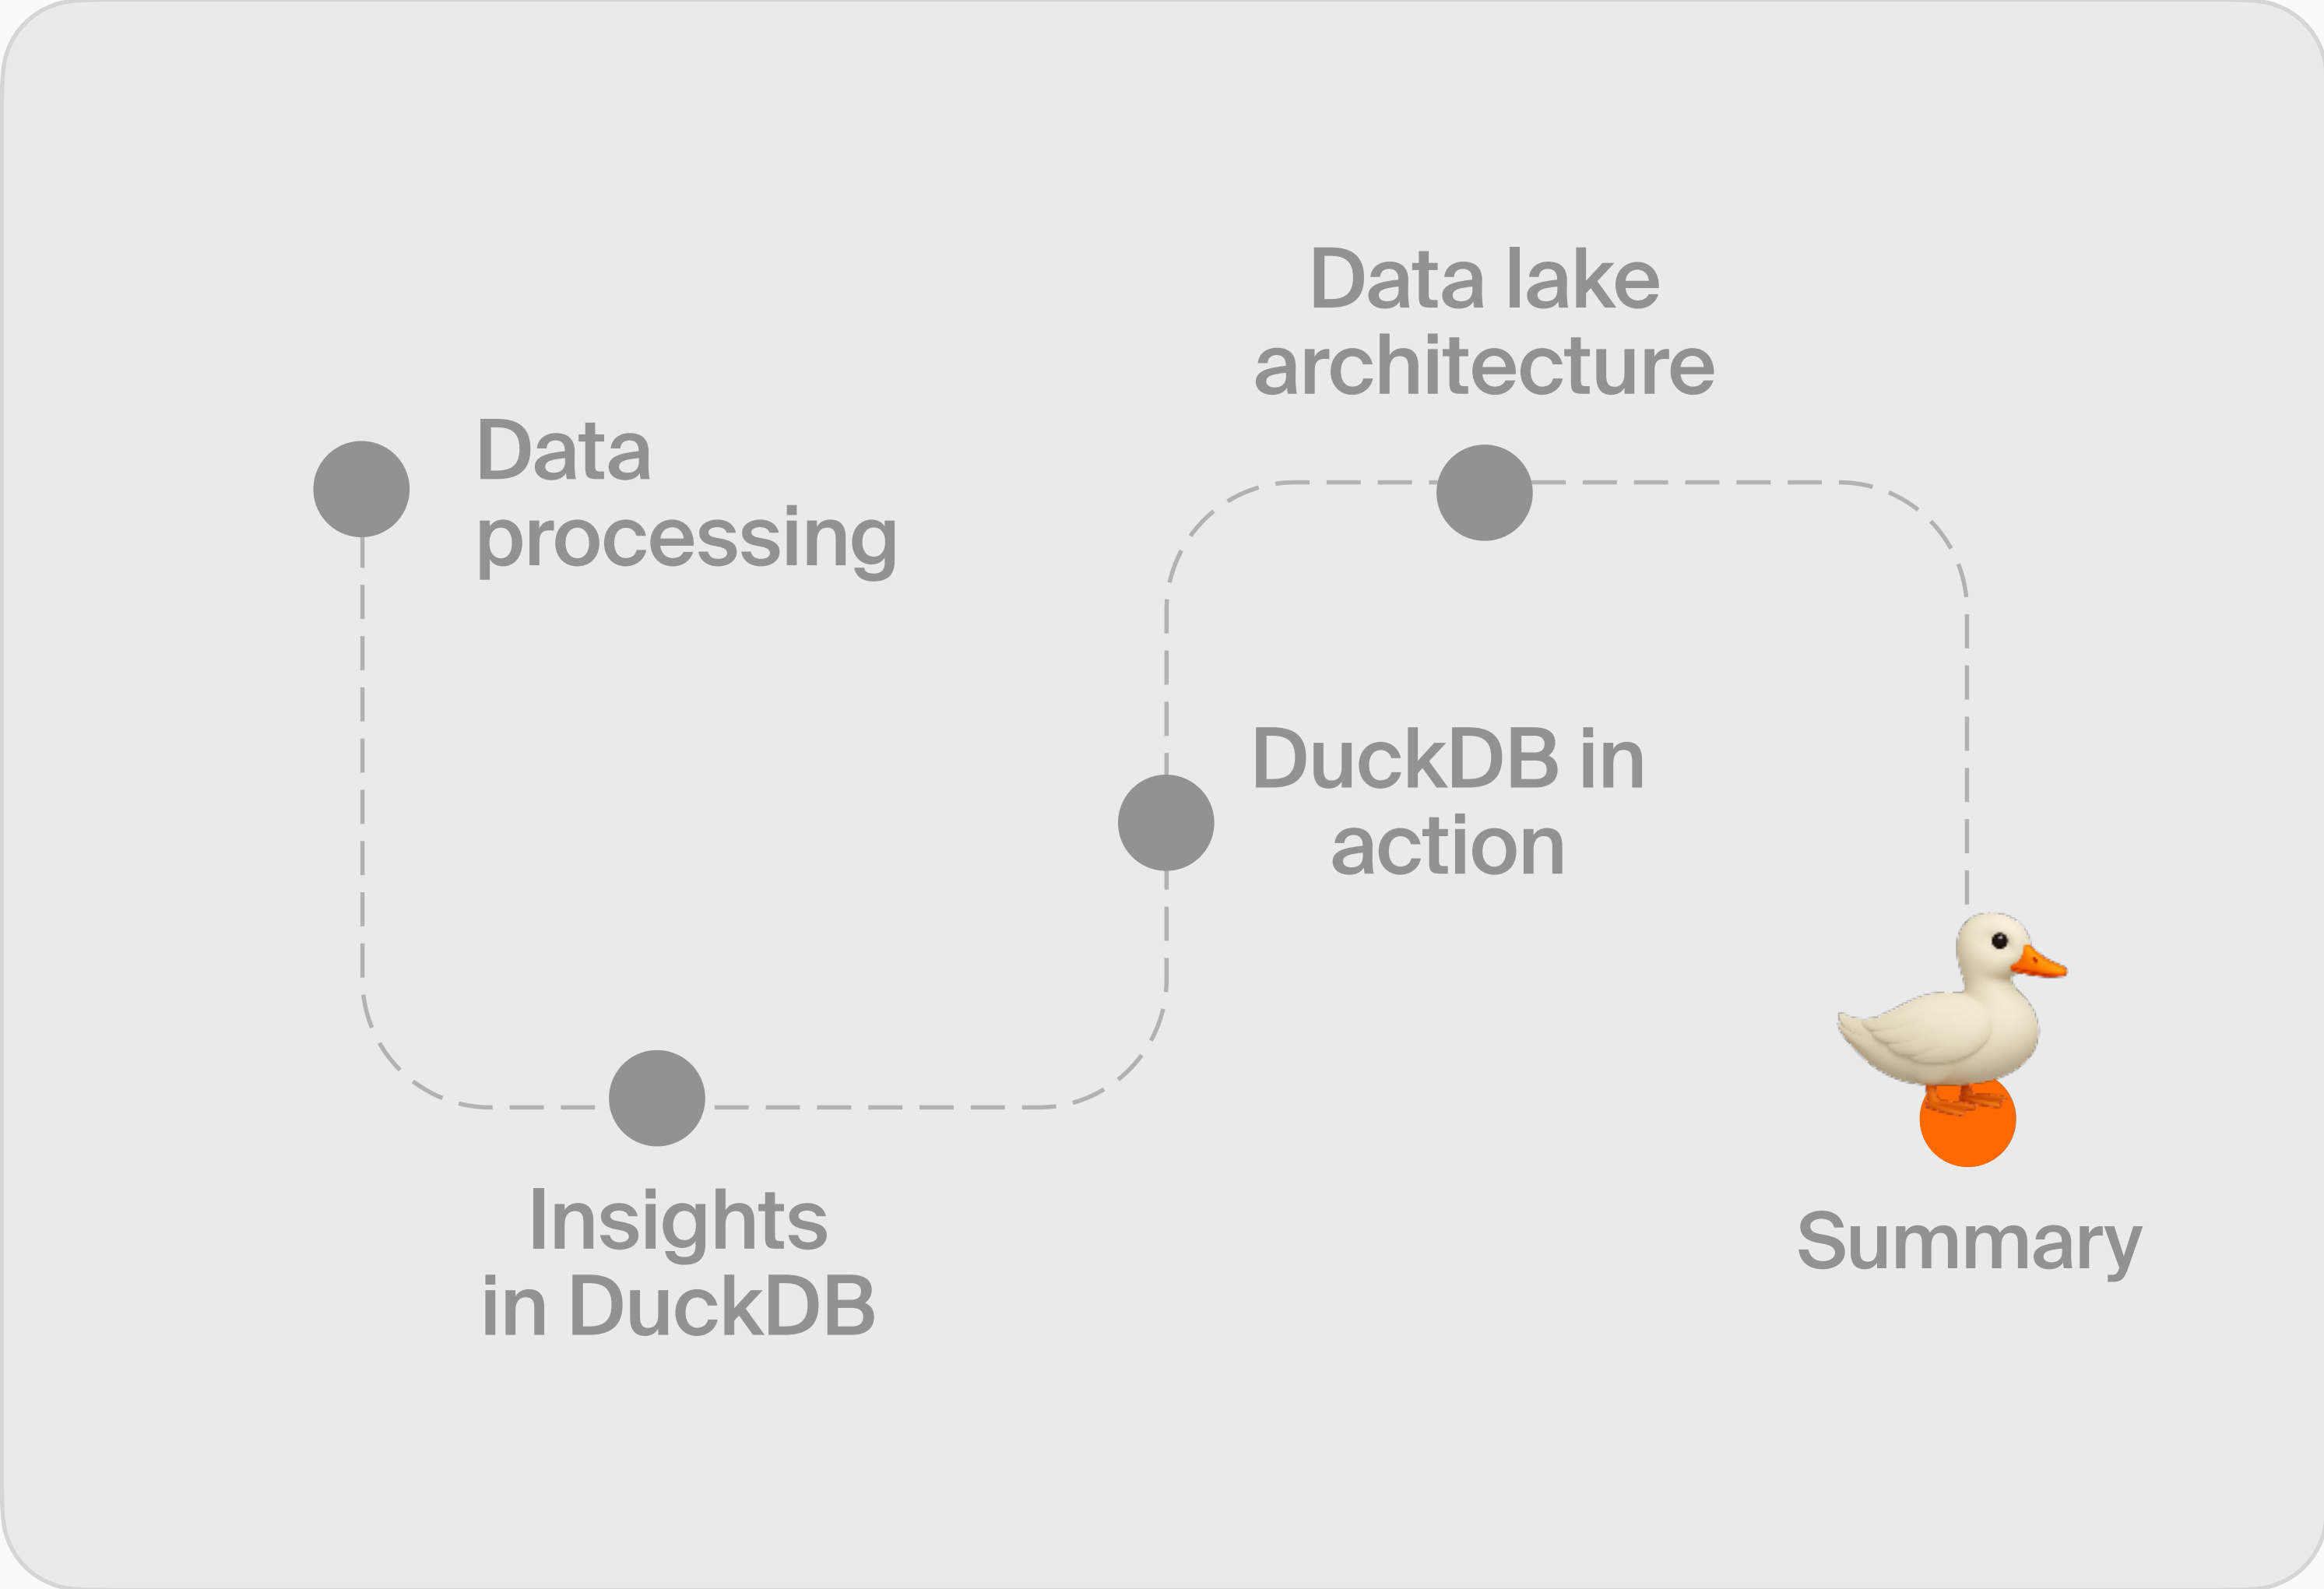 Data
processing
Insights
in DuckDB
DuckDB in
action
Data lake
architecture
Summary